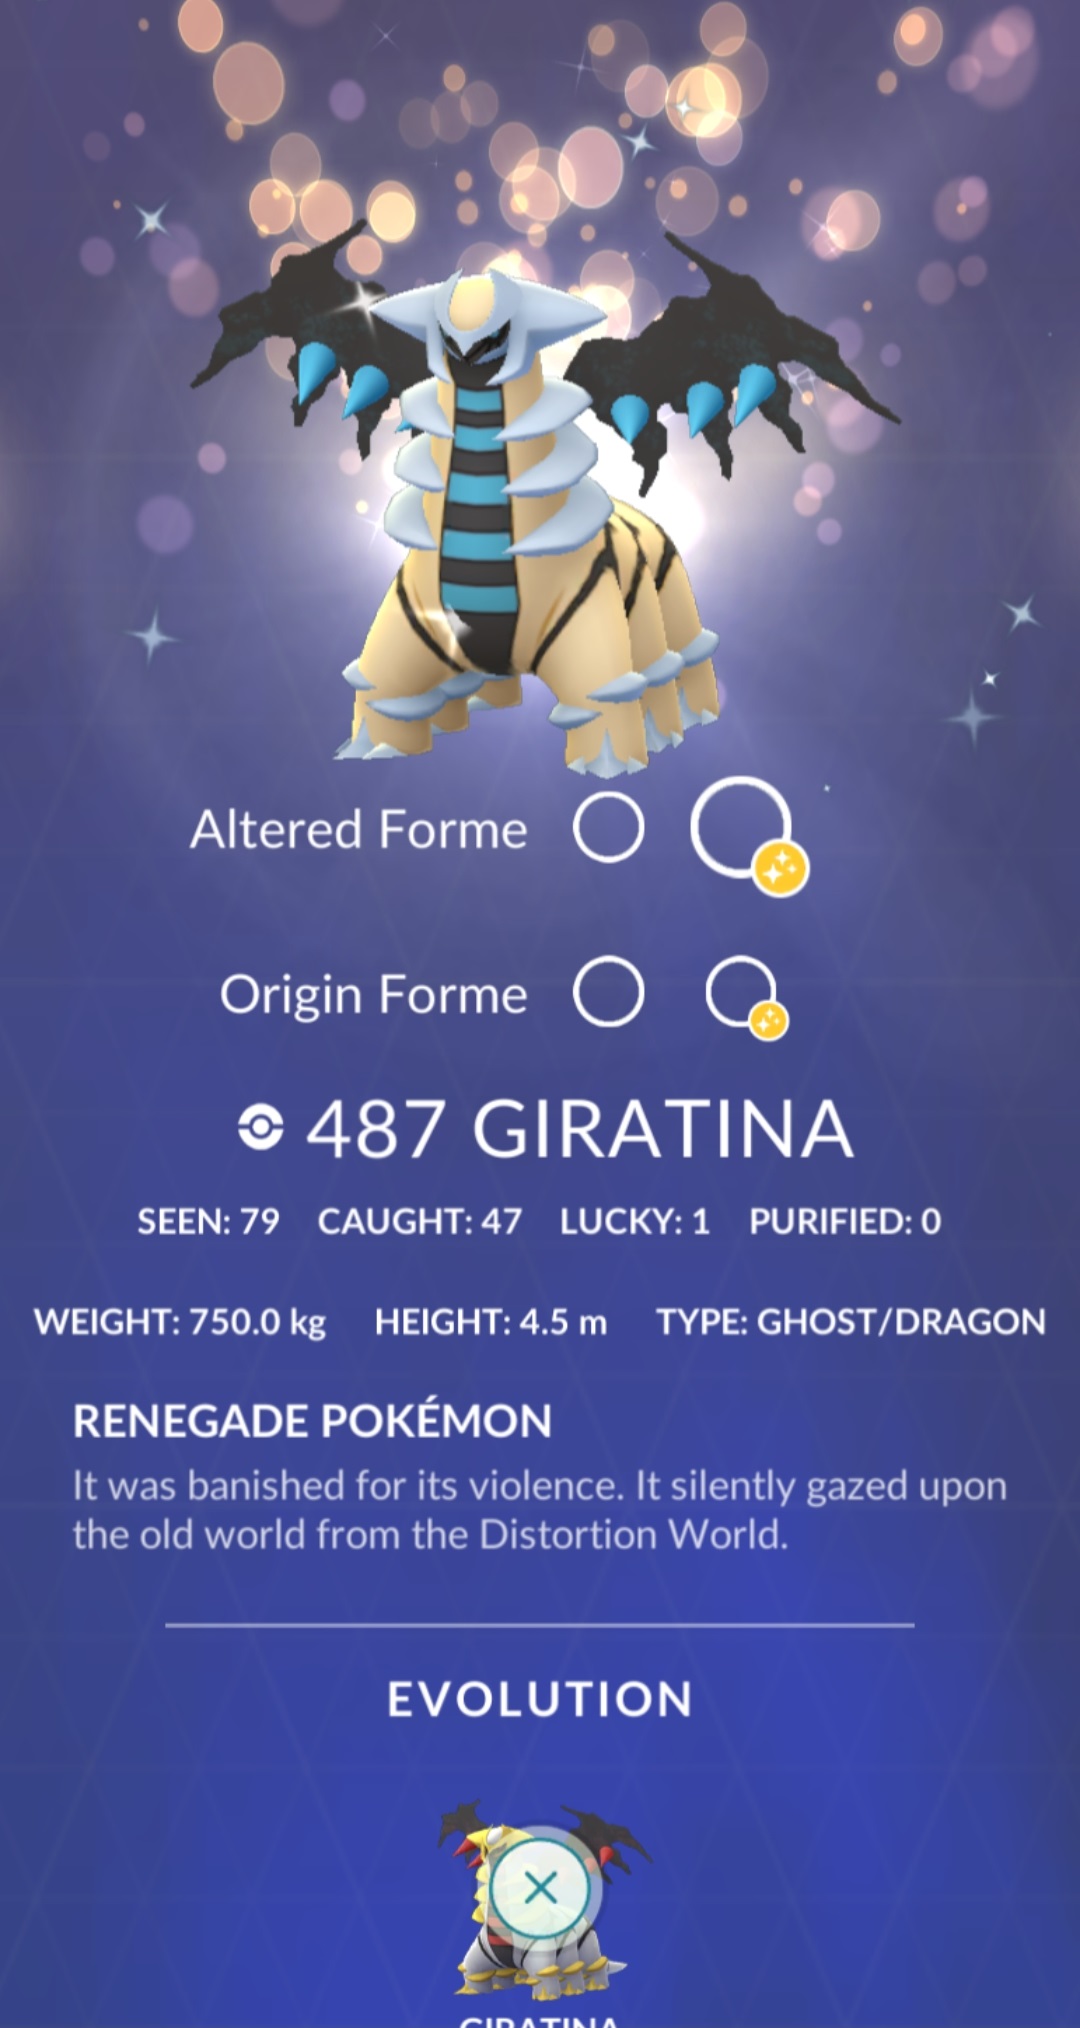 Altered Forme
Origin Forme
487 GIRATINA
SEEN: 79 CAUGHT: 47 LUCKY: 1 PURIFIED: 0
WEIGHT: 750.0 kg HEIGHT: 4.5 m TYPE: GHOST/DRAGON
RENEGADE POKÉMON
It was banished for its violence. It silently gazed upon
the old world from the Distortion World.
EVOLUTION
GIRATINA